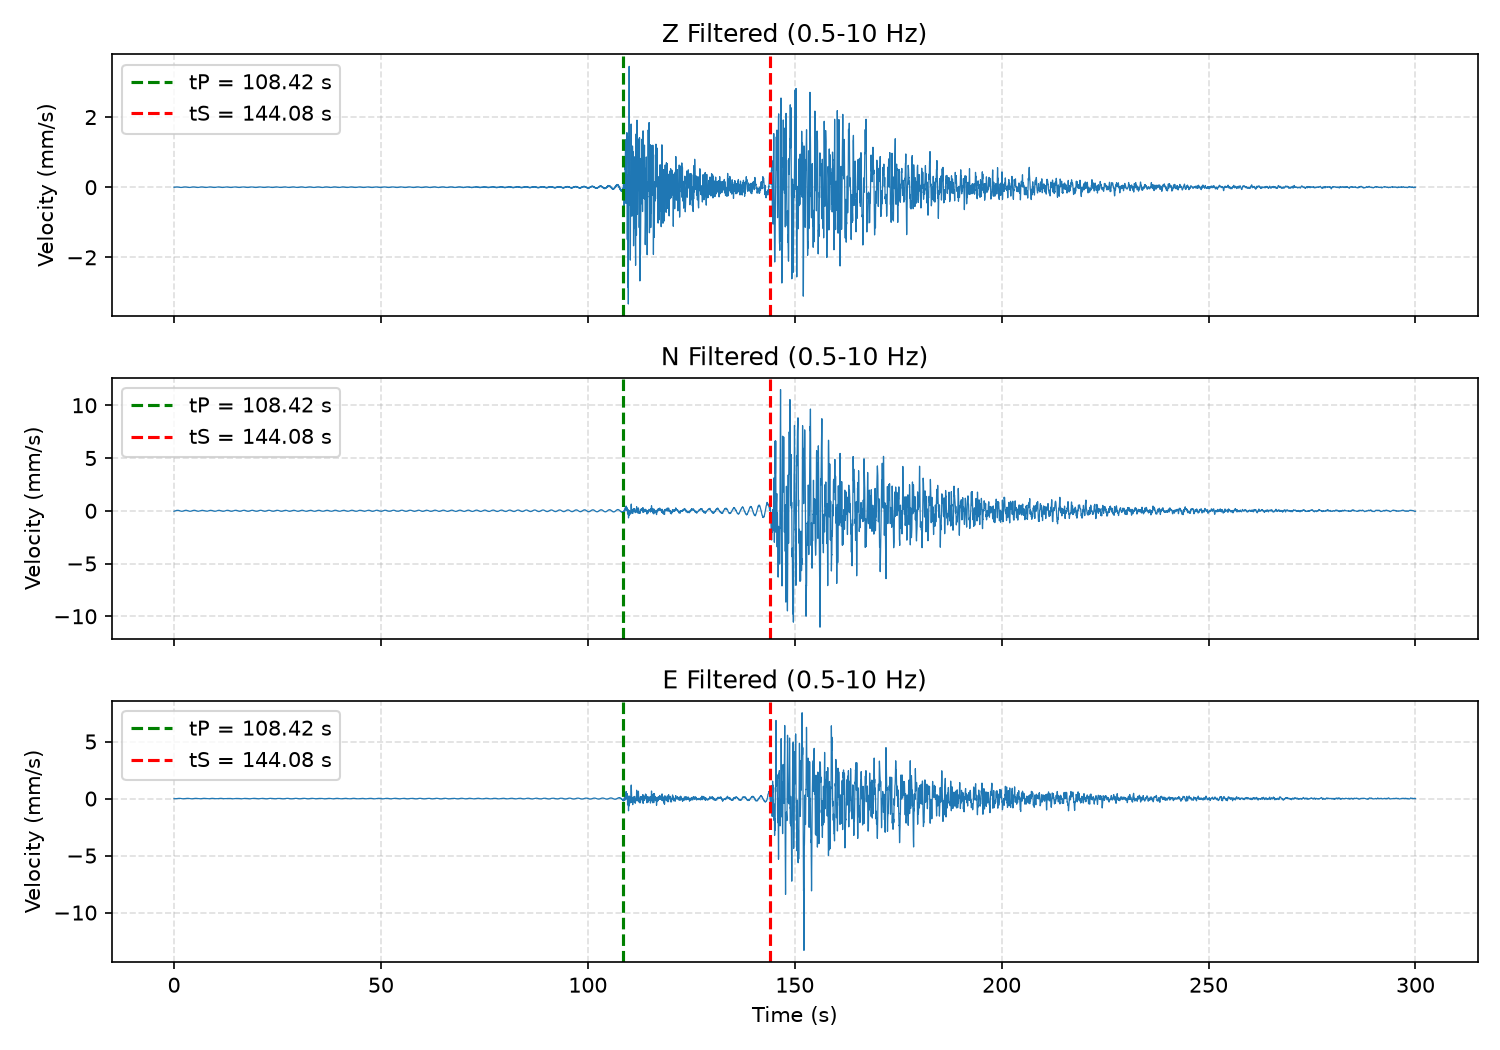 Z Filtered (0.5-10 Hz)
tP = 108.42 s
tS = 144.08 s
Velocity (mm/s)
2
0
−2
N Filtered (0.5-10 Hz)
tP = 108.42 s
tS = 144.08 s
Velocity (mm/s)
10
5
0
−5
−10
E Filtered (0.5-10 Hz)
tP = 108.42 s
tS = 144.08 s
Velocity (mm/s)
5
0
−5
−10
0 50 100 150 200 250 300
Time (s)